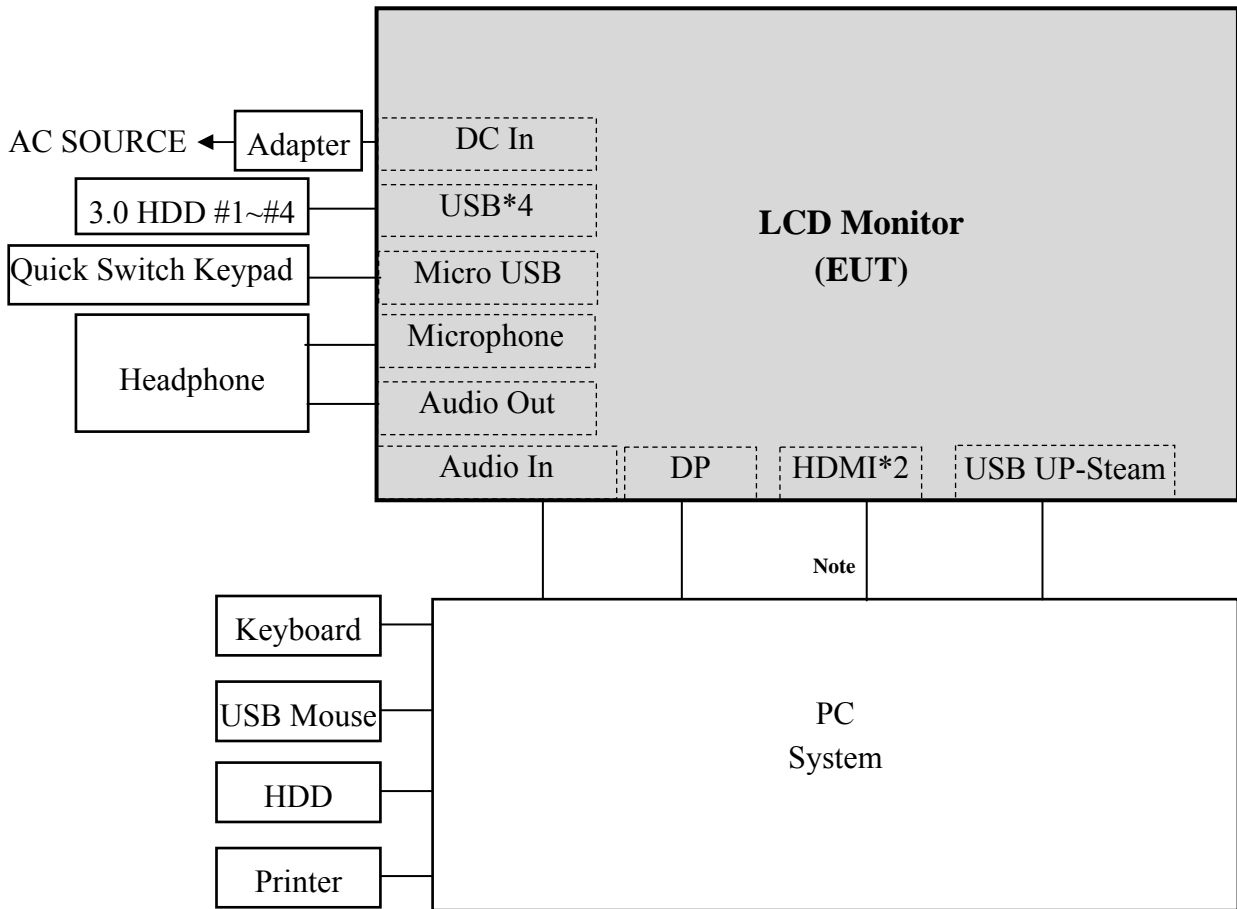 AC SOURCE
Adapter
DC In
3.0 HDD #1~#4
USB*4
LCD Monitor
(EUT)
Quick Switch Keypad
Micro USB
Headphone
Microphone
Audio Out
Audio In
DP
HDMI*2
USB UP-Steam
Note
Keyboard
USB Mouse
HDD
Printer
PC
System